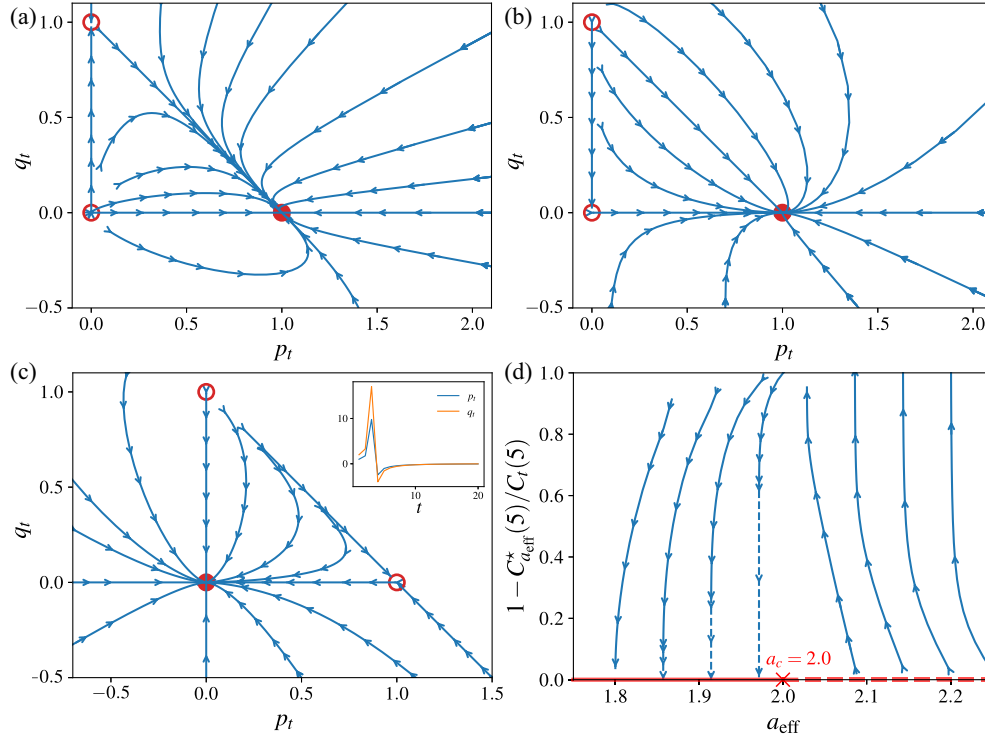 (a)
1.0
0.5
0.0
−0.5
q_t
0.0 0.5 1.0 1.5 2.0
p_t
(b)
1.0
0.5
0.0
−0.5
q_t
0.0 0.5 1.0 1.5 2.0
p_t
(c)
1.0
0.5
0.0
-0.5
q_t
−0.5 0.0 0.5 1.0 1.5
p_t
10
0
10 20
t
p_t
q_t
(d)
1.0
0.8
0.6
0.4
0.2
0.0
1 − C^⋆_{a_eff}(5)/C_t(5)
a_c = 2.0
1.8 1.9 2.0 2.1 2.2
a_eff